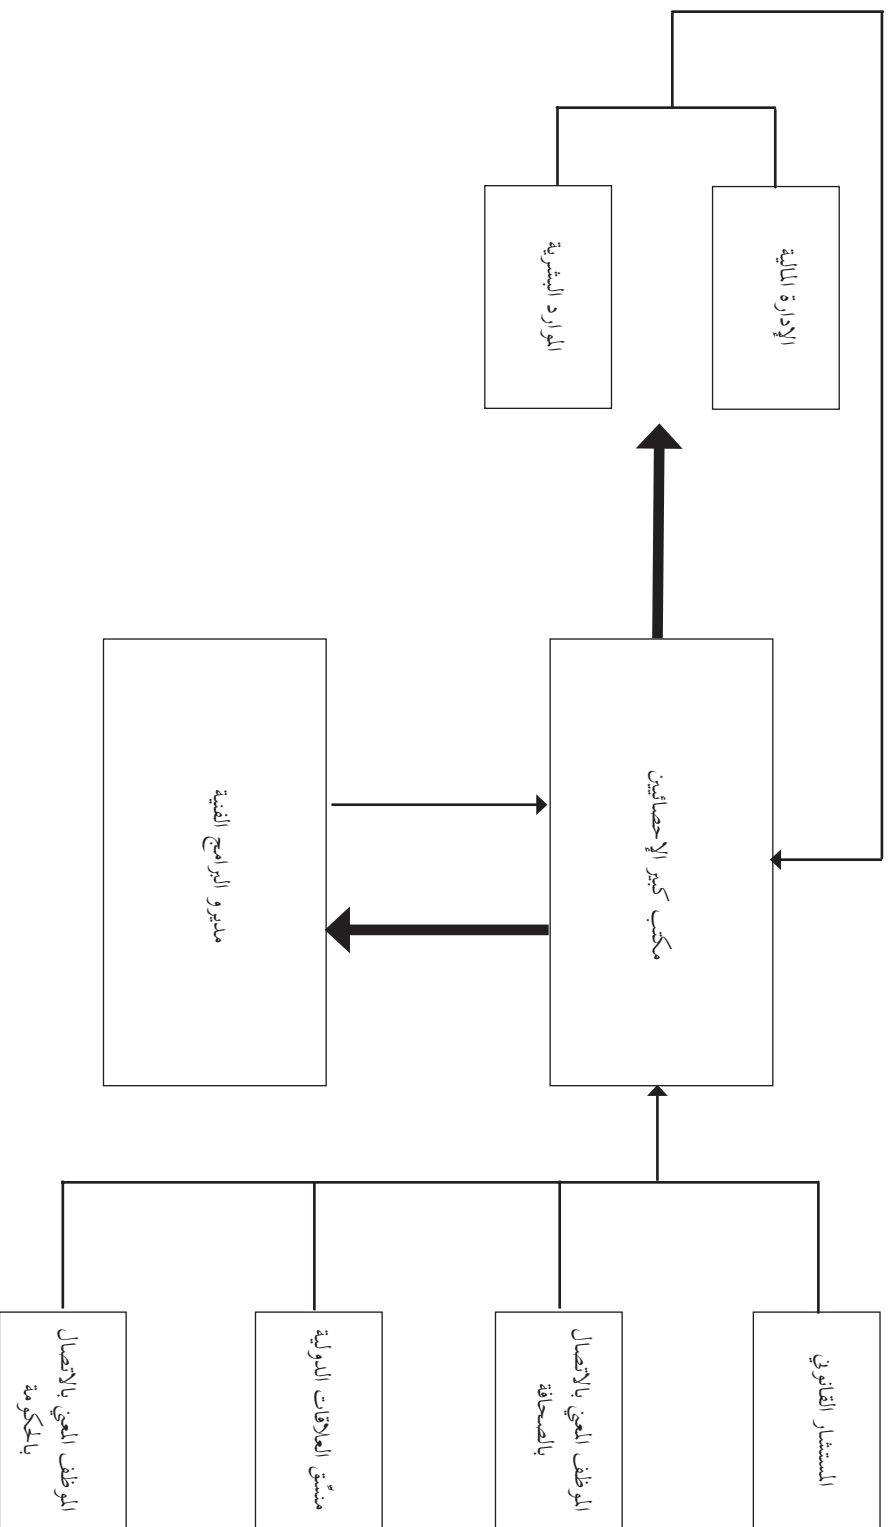 المستشار القانوني
الموظف المعني بالاتصال
بالصحافة
منسّق العلاقات الدولية
الموظف المعني بالاتصال
بالحكومة
مكتب كبير الإحصائيين
مديرو البرامج الفنية
الإدارة المالية
الموارد البشرية